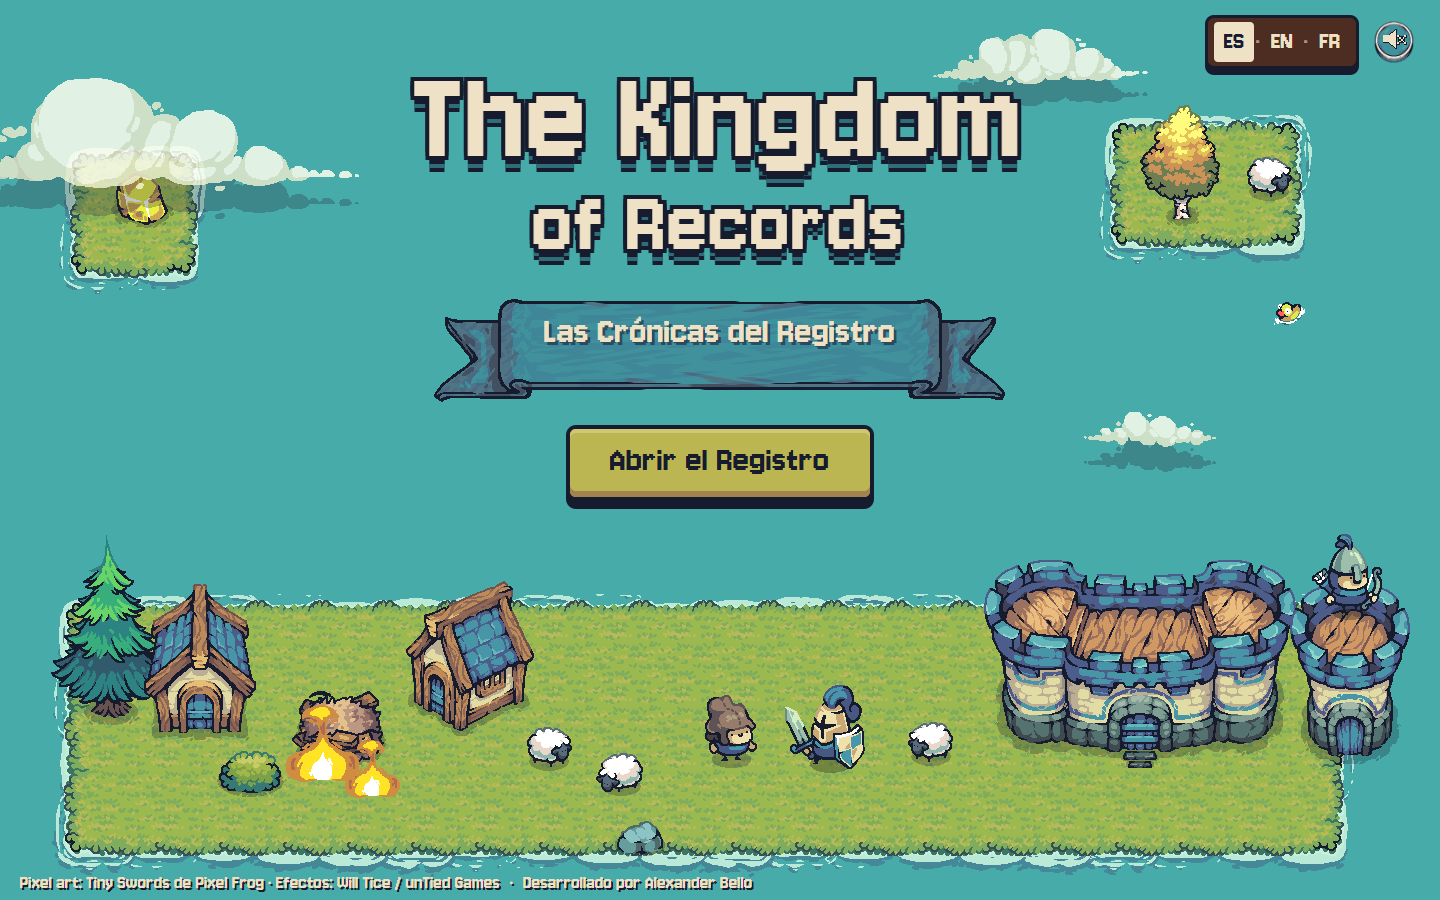 ES · EN · FR
The Kingdom
of Records
Las Crónicas del Registro
Abrir el Registro
Pixel art: Tiny Swords de Pixel Frog · Efectos: Will Tice / unTied Games · Desarrollado por Alexander Bello